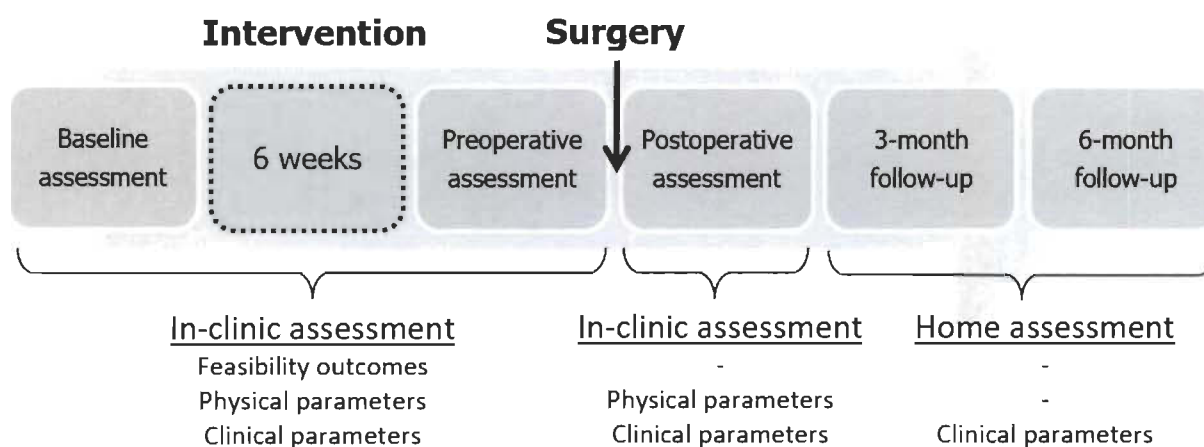 Intervention
Surgery
Baseline
assessment
6 weeks
Preoperative
assessment
Postoperative
assessment
3-month
follow-up
6-month
follow-up
In-clinic assessment
Feasibility outcomes
Physical parameters
Clinical parameters
In-clinic assessment
-
Physical parameters
Clinical parameters
Home assessment
-
-
Clinical parameters